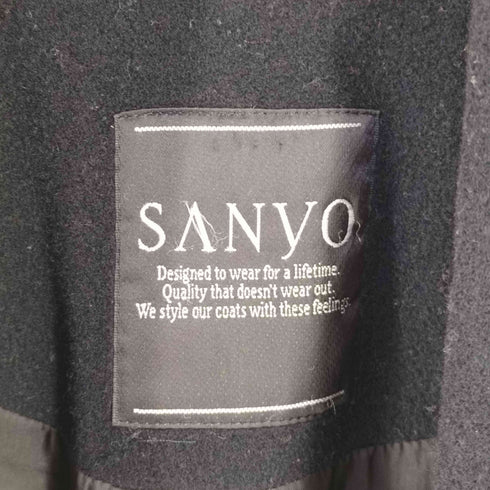 SANYO
Designed to wear for a lifetime.
Quality that doesn't wear out.
We style our coats with these feelings.